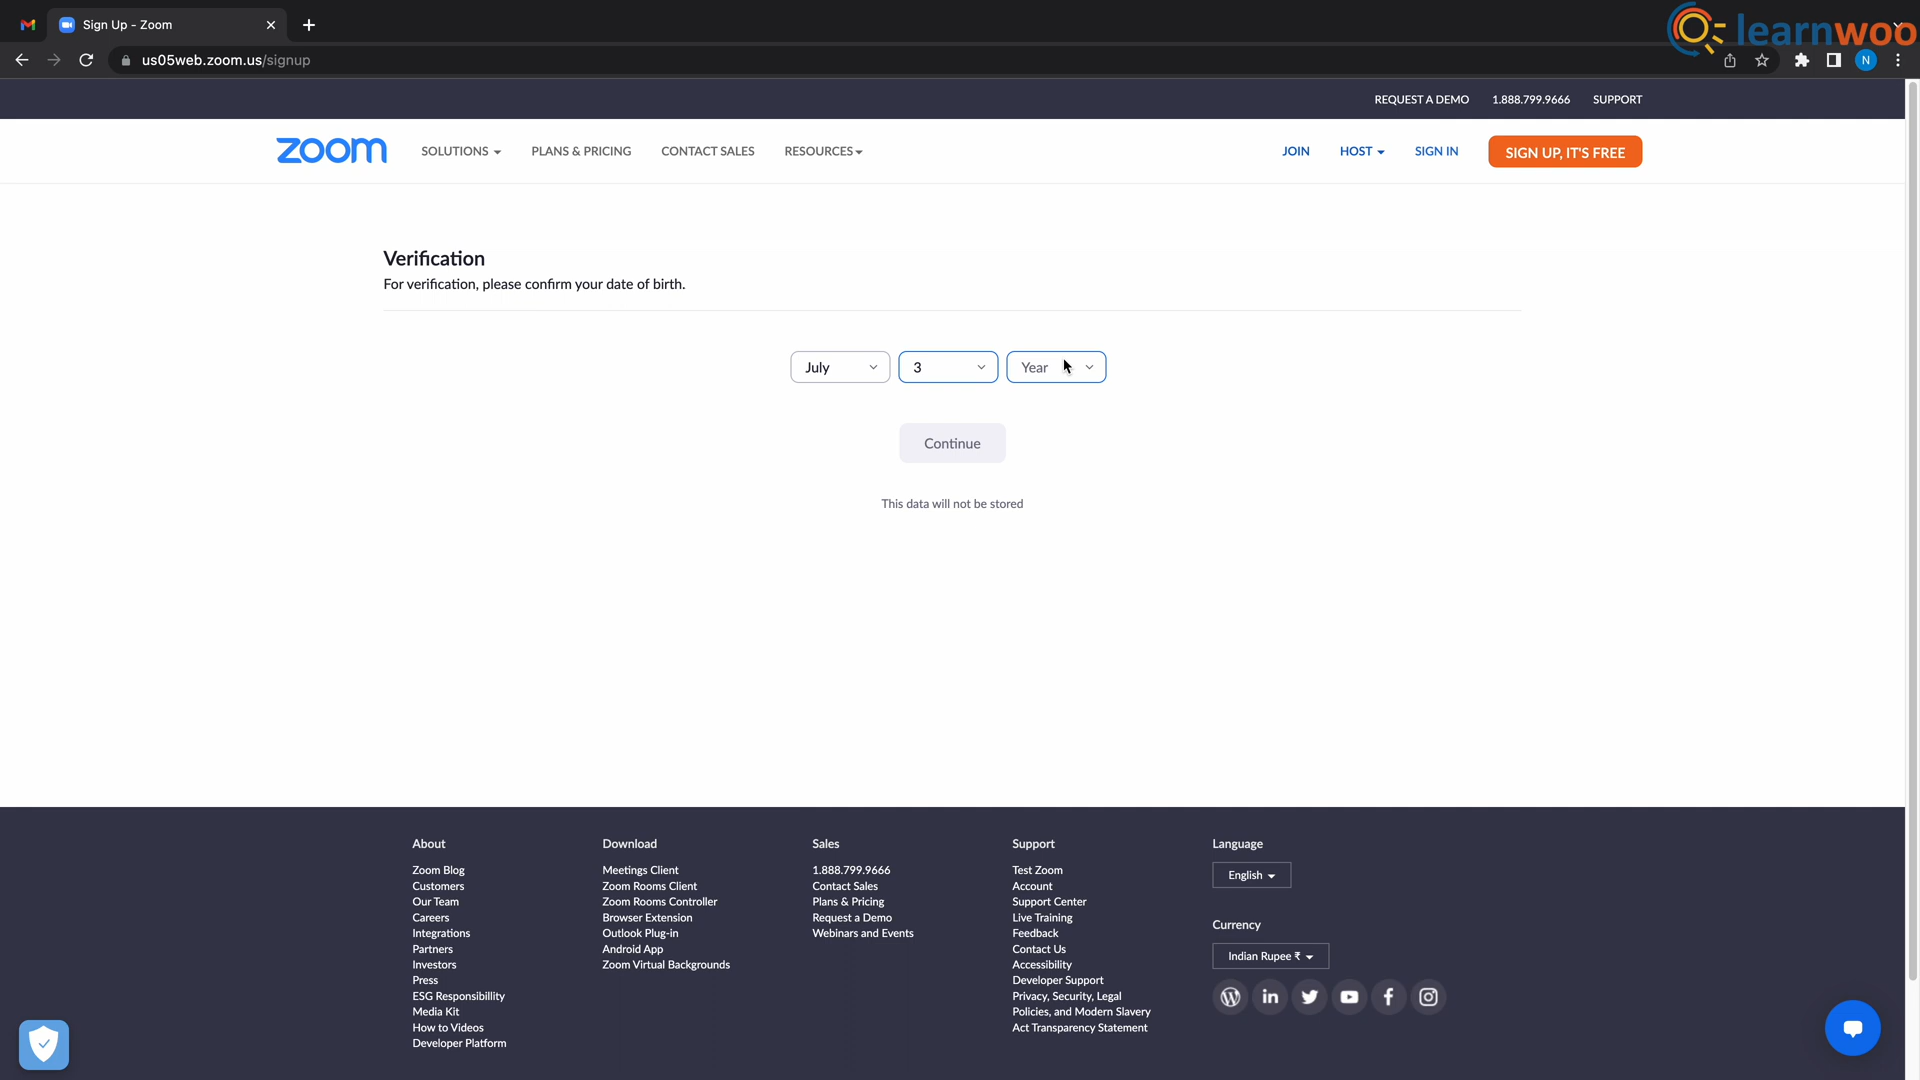 Sign Up - Zoom
learnwoo
us05web.zoom.us/signup
N
REQUEST A DEMO
1.888.799.9666
SUPPORT
zoom
SOLUTIONS
PLANS & PRICING
CONTACT SALES
RESOURCES
JOIN
HOST
SIGN IN
SIGN UP, IT'S FREE
Verification
For verification, please confirm your date of birth.
July
3
Year
Continue
This data will not be stored
About
Zoom Blog
Customers
Our Team
Careers
Integrations
Partners
Investors
Press
ESG Responsibillity
Media Kit
How to Videos
Developer Platform
Download
Meetings Client
Zoom Rooms Client
Zoom Rooms Controller
Browser Extension
Outlook Plug-in
Android App
Zoom Virtual Backgrounds
Sales
1.888.799.9666
Contact Sales
Plans & Pricing
Request a Demo
Webinars and Events
Support
Test Zoom
Account
Support Center
Live Training
Feedback
Contact Us
Accessibility
Developer Support
Privacy, Security, Legal
Policies, and Modern Slavery
Act Transparency Statement
Language
English
Currency
Indian Rupee ₹